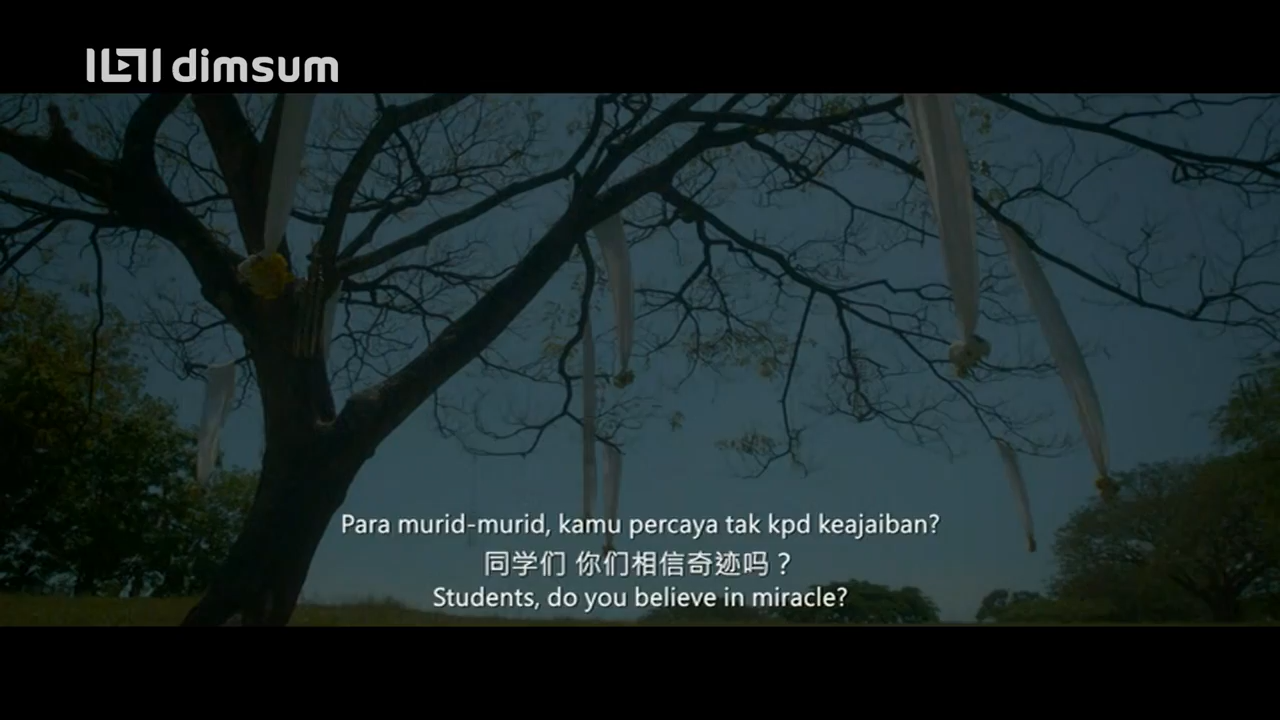 dimsum
Para murid-murid, kamu percaya tak kpd keajaiban?
同学们 你们相信奇迹吗？
Students, do you believe in miracle?